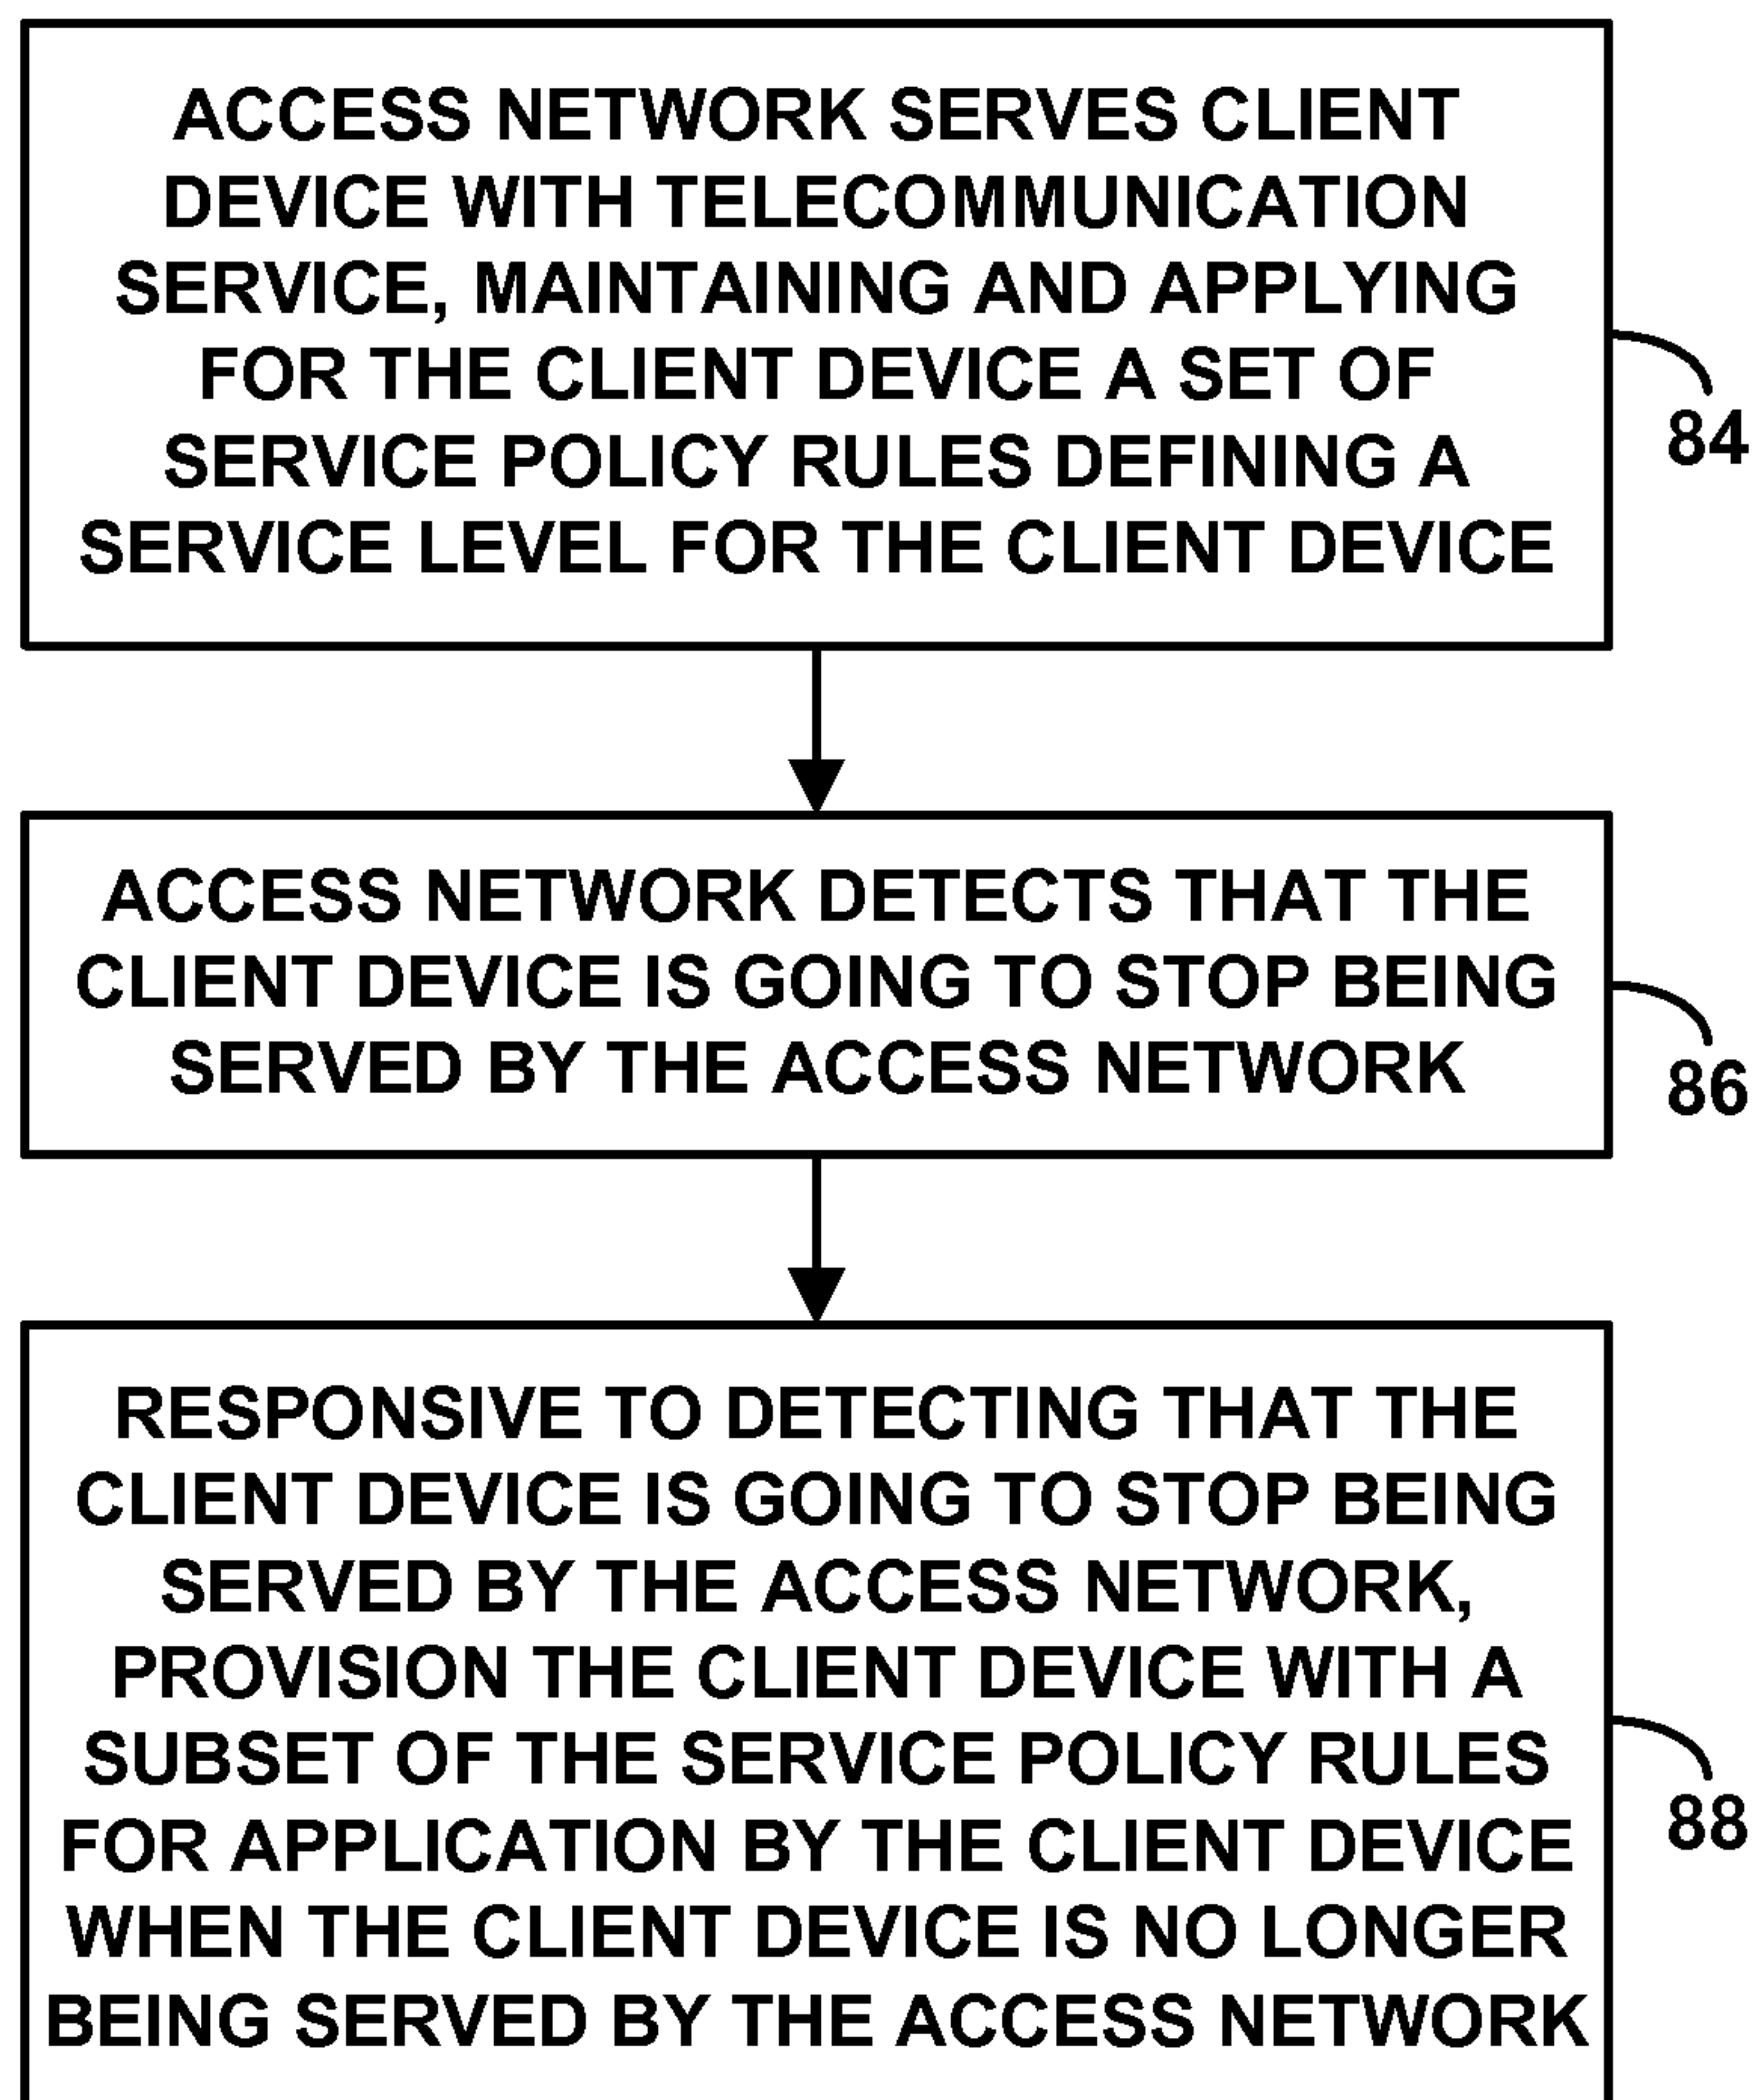 ACCESS NETWORK SERVES CLIENT
DEVICE WITH TELECOMMUNICATION
SERVICE, MAINTAINING AND APPLYING
FOR THE CLIENT DEVICE A SET OF
SERVICE POLICY RULES DEFINING A
SERVICE LEVEL FOR THE CLIENT DEVICE
84
ACCESS NETWORK DETECTS THAT THE
CLIENT DEVICE IS GOING TO STOP BEING
SERVED BY THE ACCESS NETWORK
86
RESPONSIVE TO DETECTING THAT THE
CLIENT DEVICE IS GOING TO STOP BEING
SERVED BY THE ACCESS NETWORK,
PROVISION THE CLIENT DEVICE WITH A
SUBSET OF THE SERVICE POLICY RULES
FOR APPLICATION BY THE CLIENT DEVICE
WHEN THE CLIENT DEVICE IS NO LONGER
BEING SERVED BY THE ACCESS NETWORK
88